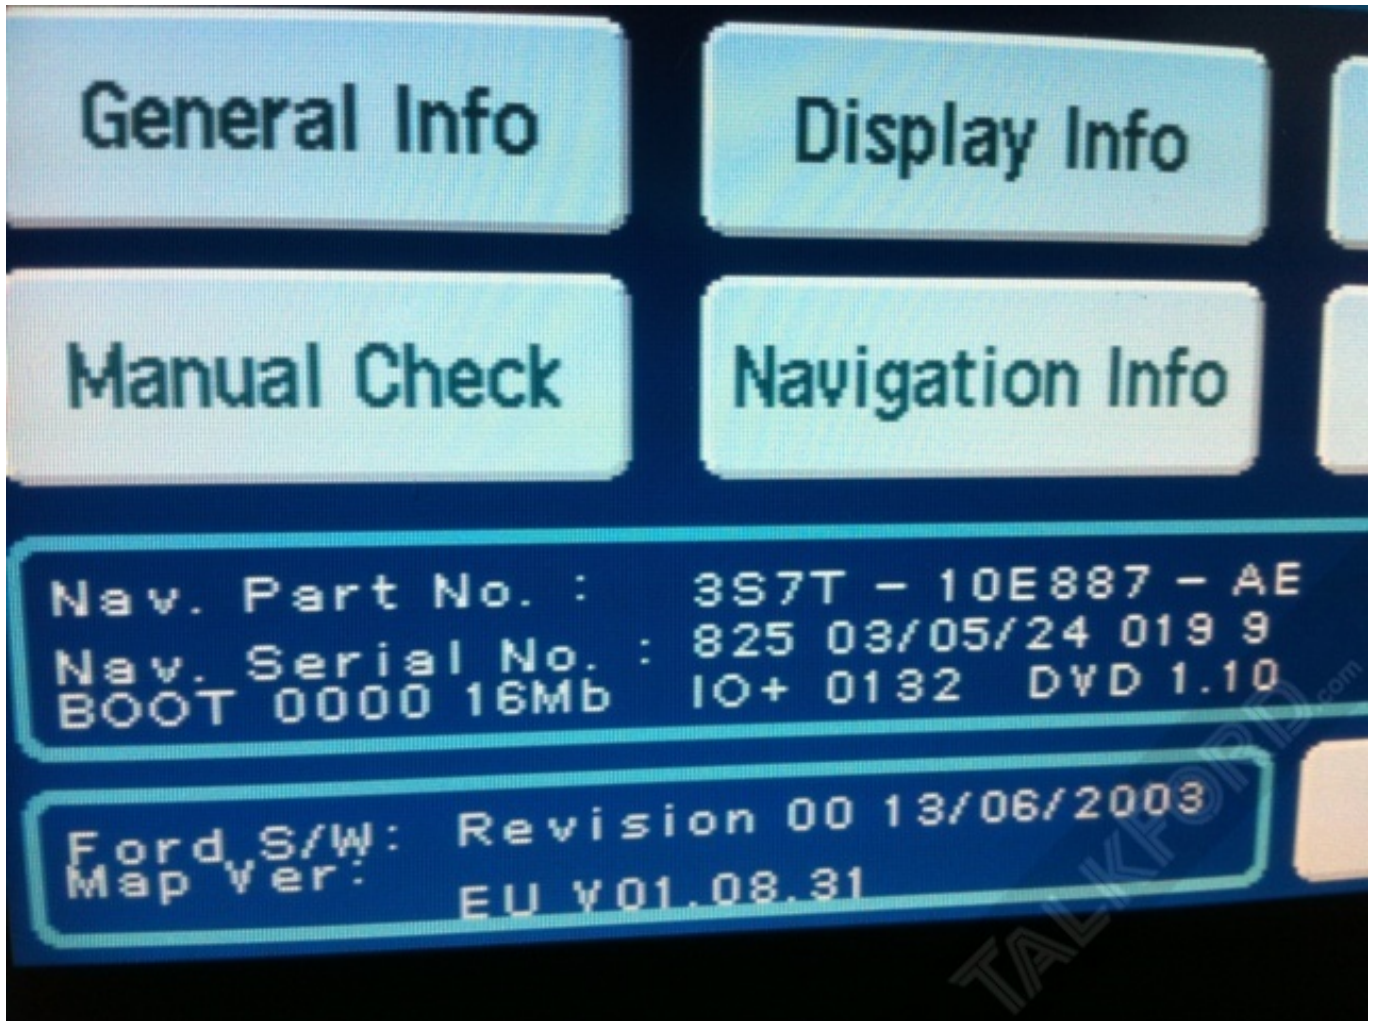 General Info
Display Info
Manual Check
Navigation Info
Nav. Part No. : 3S7T - 10E887 - AE
Nav. Serial No. : 825 03/05/24 019 9
BOOT 0000 16Mb IO+ 0132 DVD 1.10
Ford S/W: Revision 00 13/06/2003
Map Ver: EU V01.08.31
TALKFORD.com